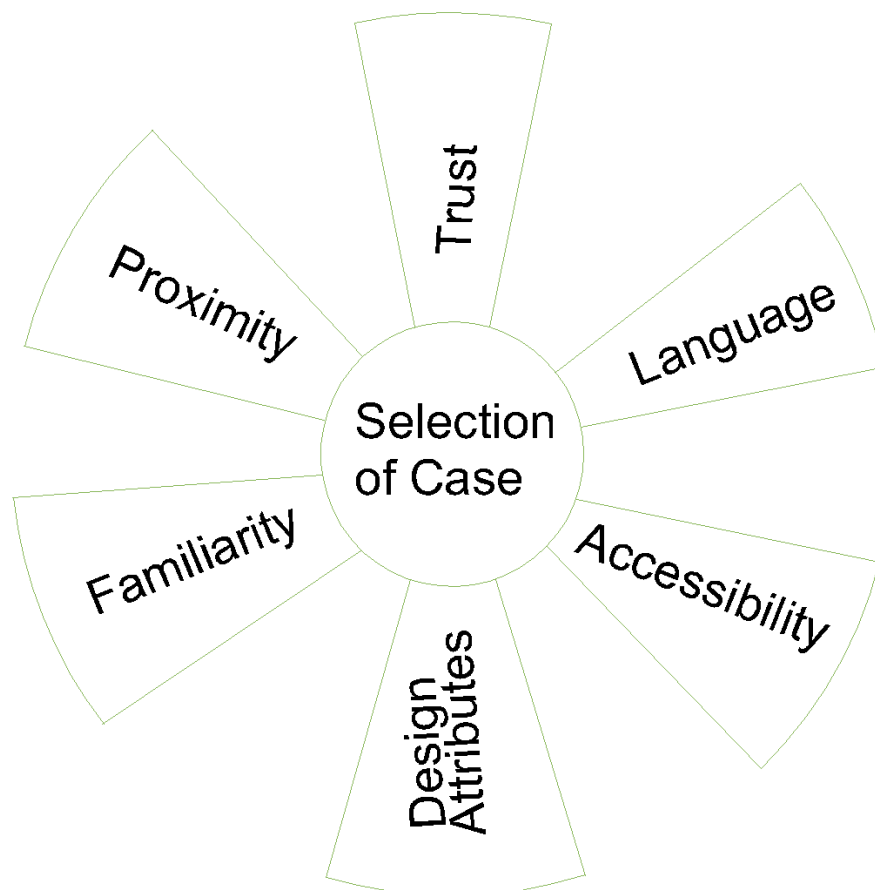 Trust
Proximity
Language
Selection
of Case
Familiarity
Accessibility
Design
Attributes